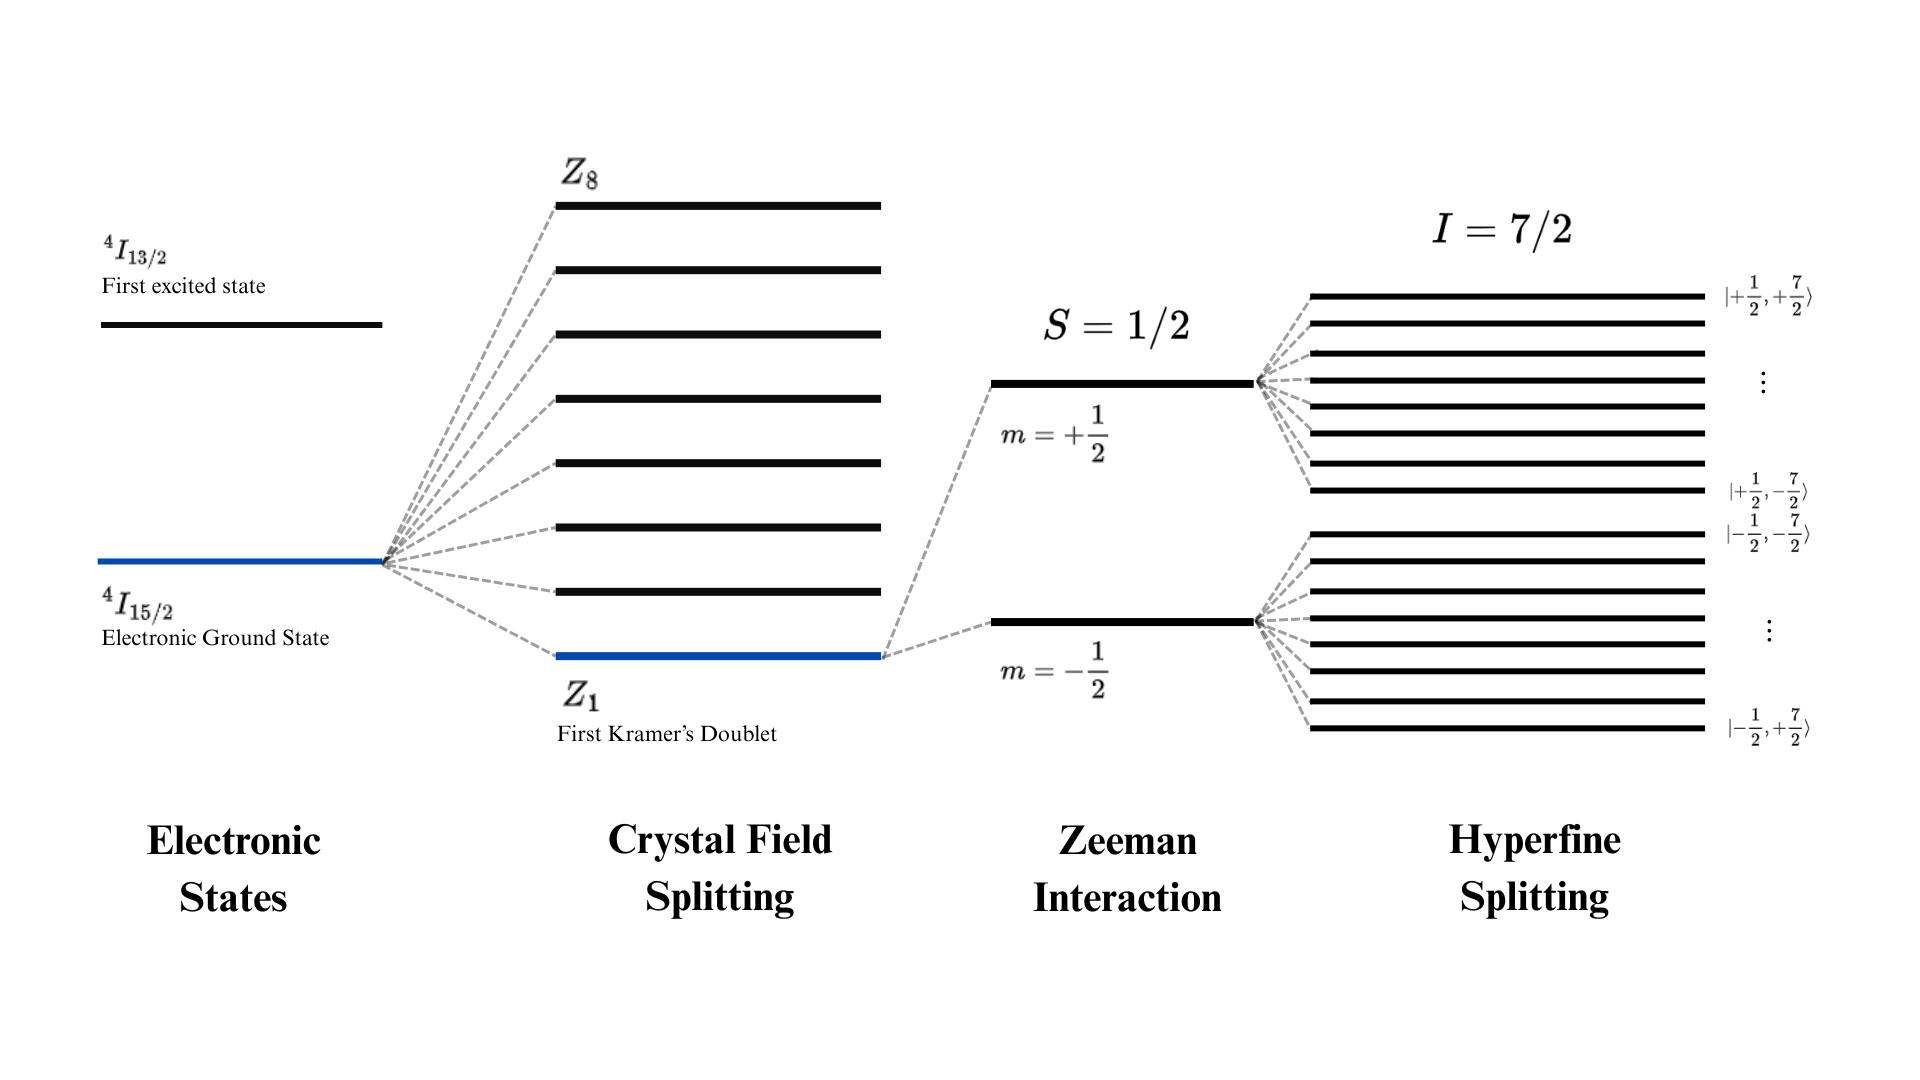 Z₈
⁴I₁₃/₂
First excited state
⁴I₁₅/₂
Electronic Ground State
Z₁
First Kramer’s Doublet
S = 1/2
m = +1/2
m = −1/2
I = 7/2
|+1/2,+7/2⟩
⋮
|+1/2,−7/2⟩
|−1/2,−7/2⟩
⋮
|−1/2,+7/2⟩
Electronic
States
Crystal Field
Splitting
Zeeman
Interaction
Hyperfine
Splitting